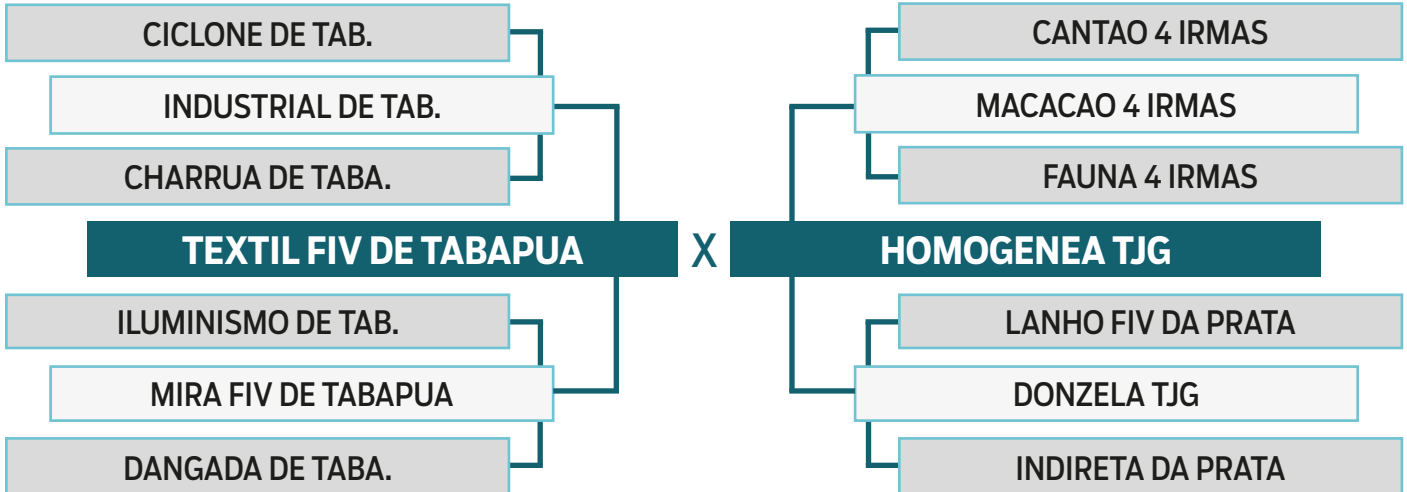 CICLONE DE TAB.
INDUSTRIAL DE TAB.
CHARRUA DE TABA.
CANTAO 4 IRMAS
MACACAO 4 IRMAS
FAUNA 4 IRMAS
TEXTIL FIV DE TABAPUA X HOMOGENEA TJG
ILUMINISMO DE TAB.
MIRA FIV DE TABAPUA
DANGADA DE TABA.
LANHO FIV DA PRATA
DONZELA TJG
INDIRETA DA PRATA